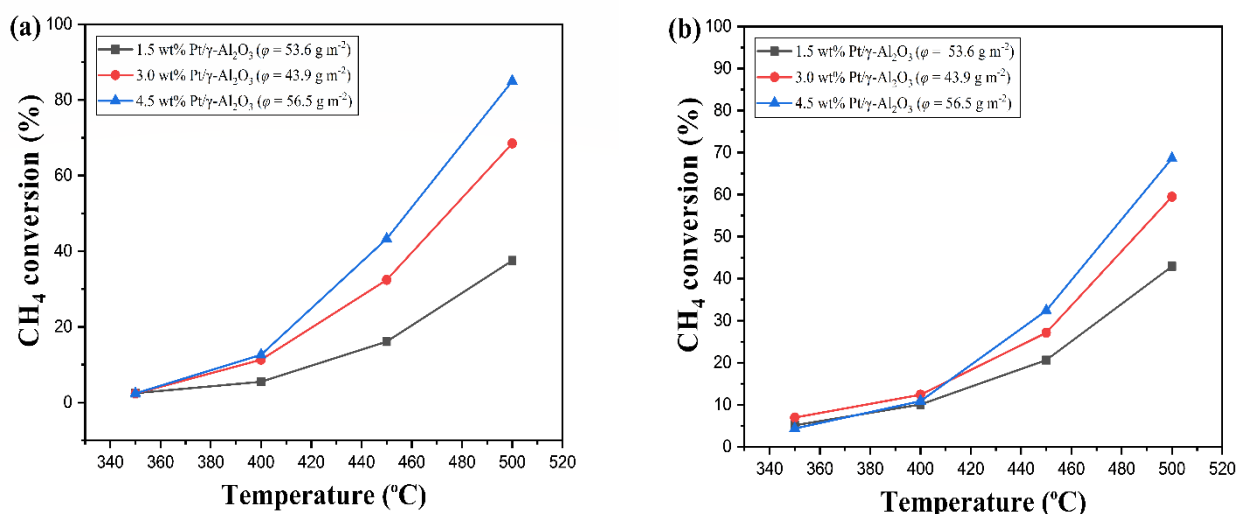 (a)
1.5 wt% Pt/γ-Al₂O₃ (φ = 53.6 g m⁻²)
3.0 wt% Pt/γ-Al₂O₃ (φ = 43.9 g m⁻²)
4.5 wt% Pt/γ-Al₂O₃ (φ = 56.5 g m⁻²)
CH₄ conversion (%)
100
80
60
40
20
0
340 360 380 400 420 440 460 480 500 520
Temperature (ºC)
(b)
1.5 wt% Pt/γ-Al₂O₃ (φ = 53.6 g m⁻²)
3.0 wt% Pt/γ-Al₂O₃ (φ = 43.9 g m⁻²)
4.5 wt% Pt/γ-Al₂O₃ (φ = 56.5 g m⁻²)
CH₄ conversion (%)
100
90
80
70
60
50
40
30
20
10
0
340 360 380 400 420 440 460 480 500 520
Temperature (ºC)